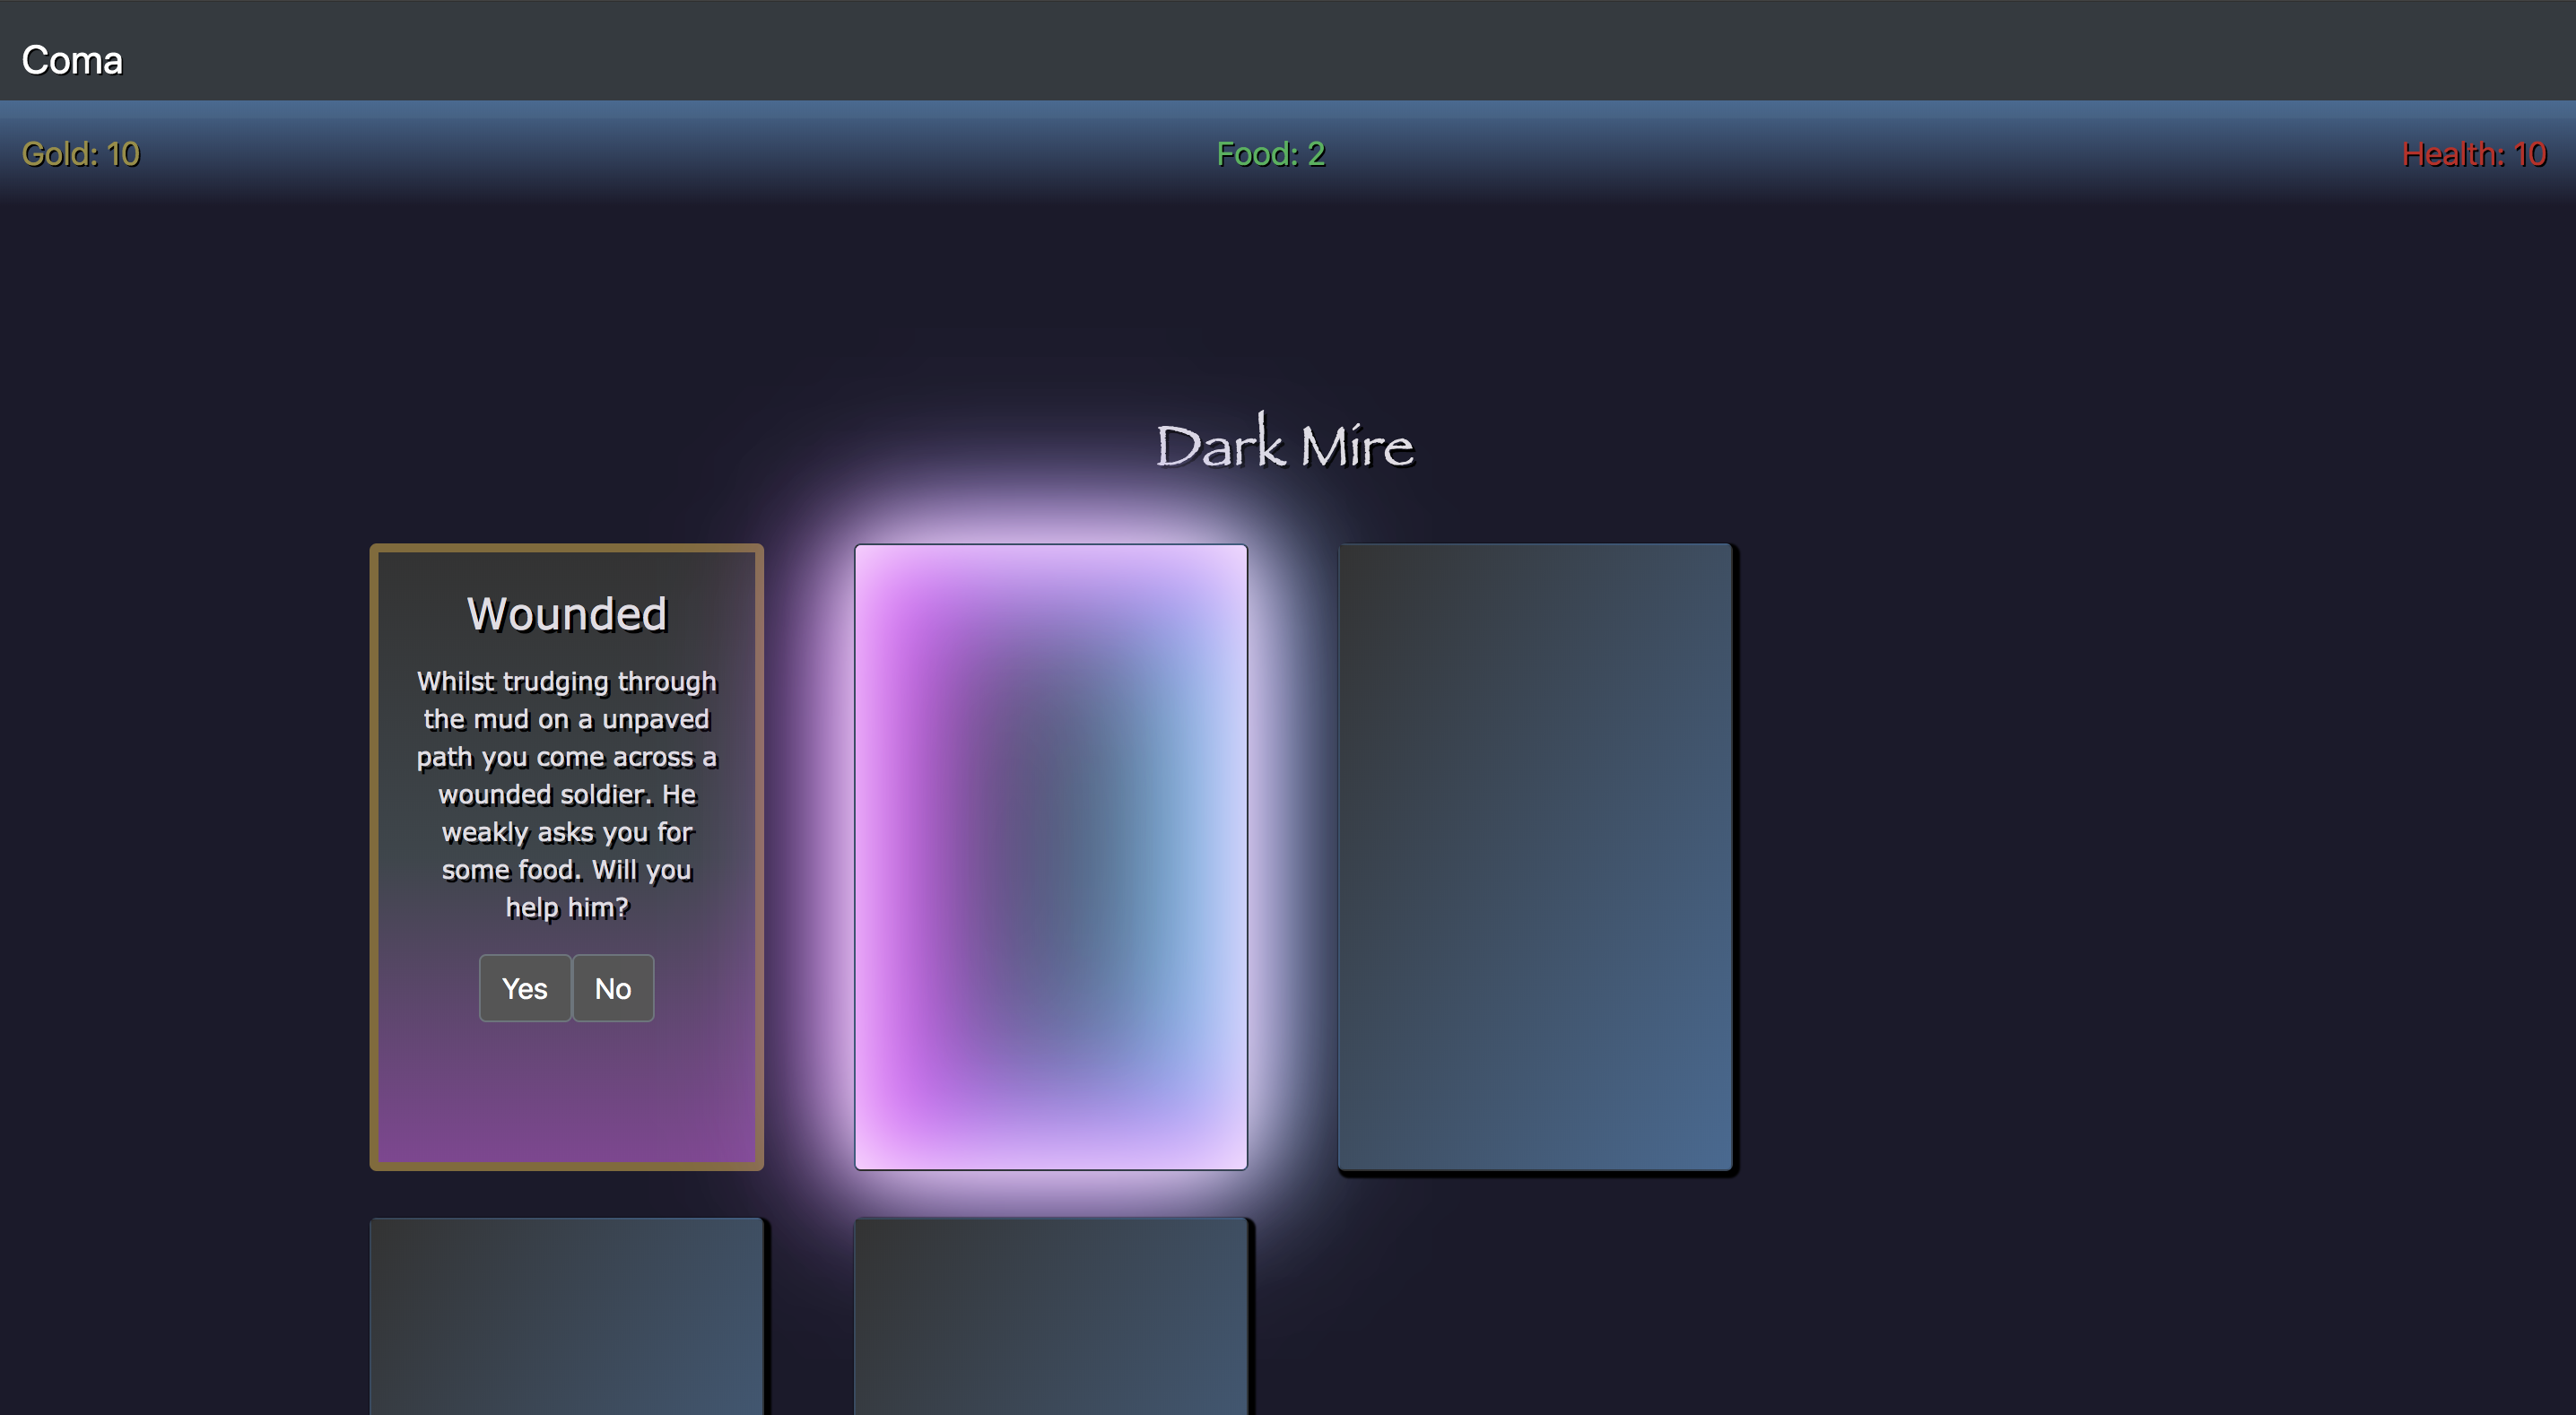 Coma
Gold: 10 Food: 2 Health: 10
Dark Mire
Wounded
Whilst trudging through
the mud on a unpaved
path you come across a
wounded soldier. He
weakly asks you for
some food. Will you
help him?
Yes No